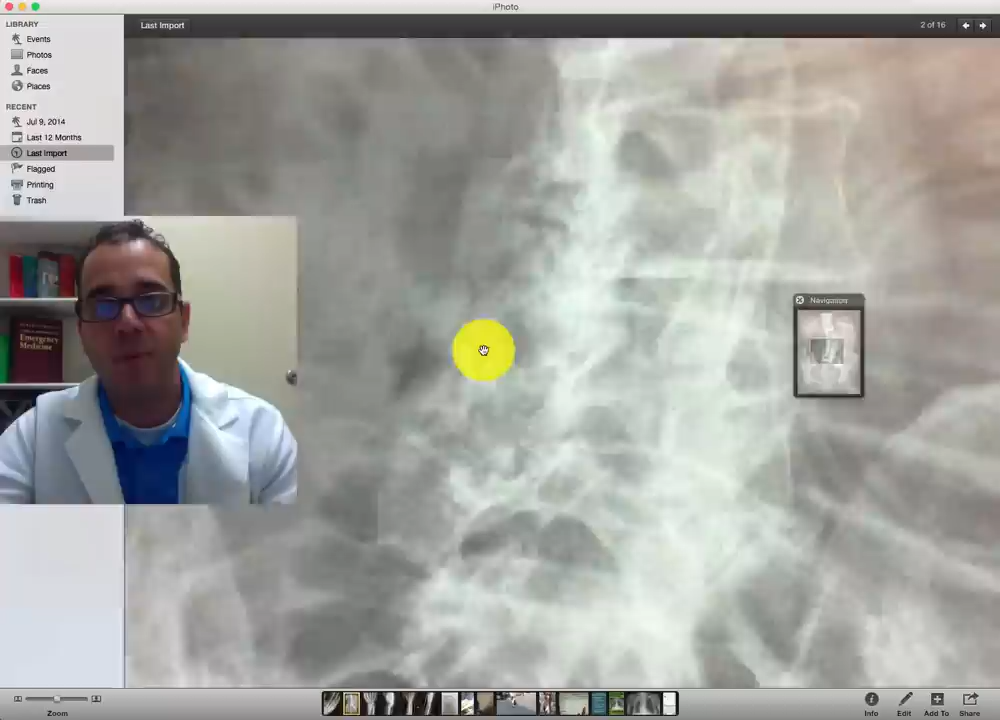 iPhoto
LIBRARY
Events
Photos
Faces
Places
RECENT
Jul 9, 2014
Last 12 Months
Last Import
Flagged
Printing
Trash
Last Import
2 of 16
Navigation
Emergency
Medicine
Zoom
Info
Edit
Add To
Share